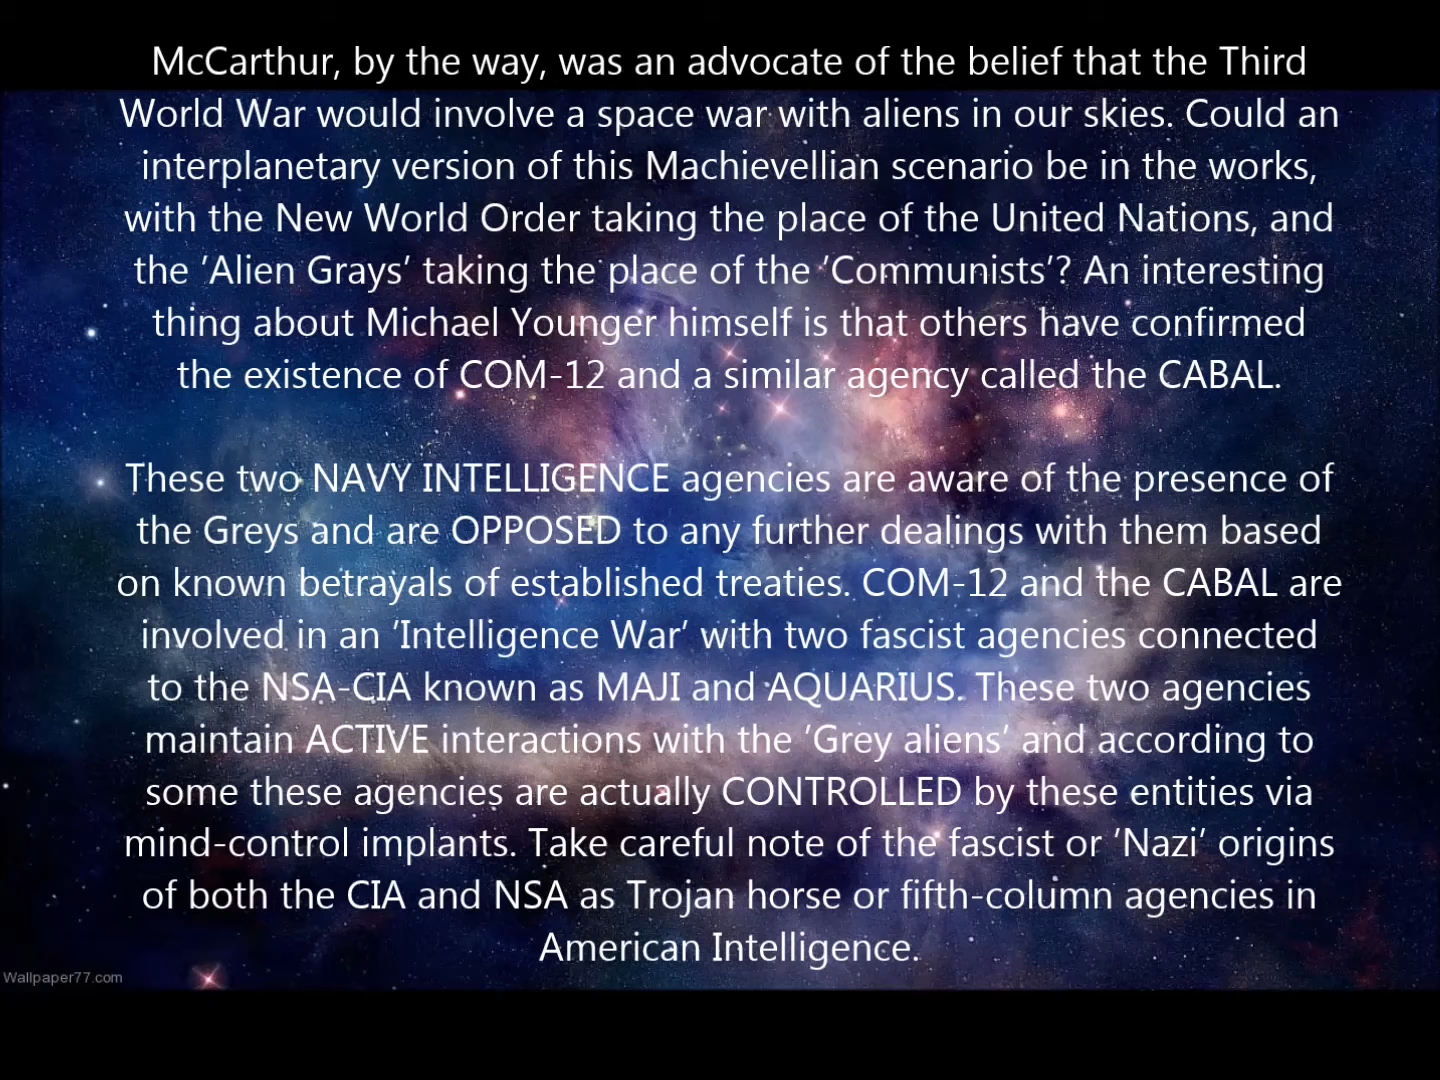 McCarthur, by the way, was an advocate of the belief that the Third
World War would involve a space war with aliens in our skies. Could an
interplanetary version of this Machievellian scenario be in the works,
with the New World Order taking the place of the United Nations, and
the 'Alien Grays' taking the place of the 'Communists'? An interesting
thing about Michael Younger himself is that others have confirmed
the existence of COM-12 and a similar agency called the CABAL.
These two NAVY INTELLIGENCE agencies are aware of the presence of
the Greys and are OPPOSED to any further dealings with them based
on known betrayals of established treaties. COM-12 and the CABAL are
involved in an 'Intelligence War' with two fascist agencies connected
to the NSA-CIA known as MAJI and AQUARIUS. These two agencies
maintain ACTIVE interactions with the 'Grey aliens' and according to
some these agencies are actually CONTROLLED by these entities via
mind-control implants. Take careful note of the fascist or 'Nazi' origins
of both the CIA and NSA as Trojan horse or fifth-column agencies in
American Intelligence.
Wallpaper77.com